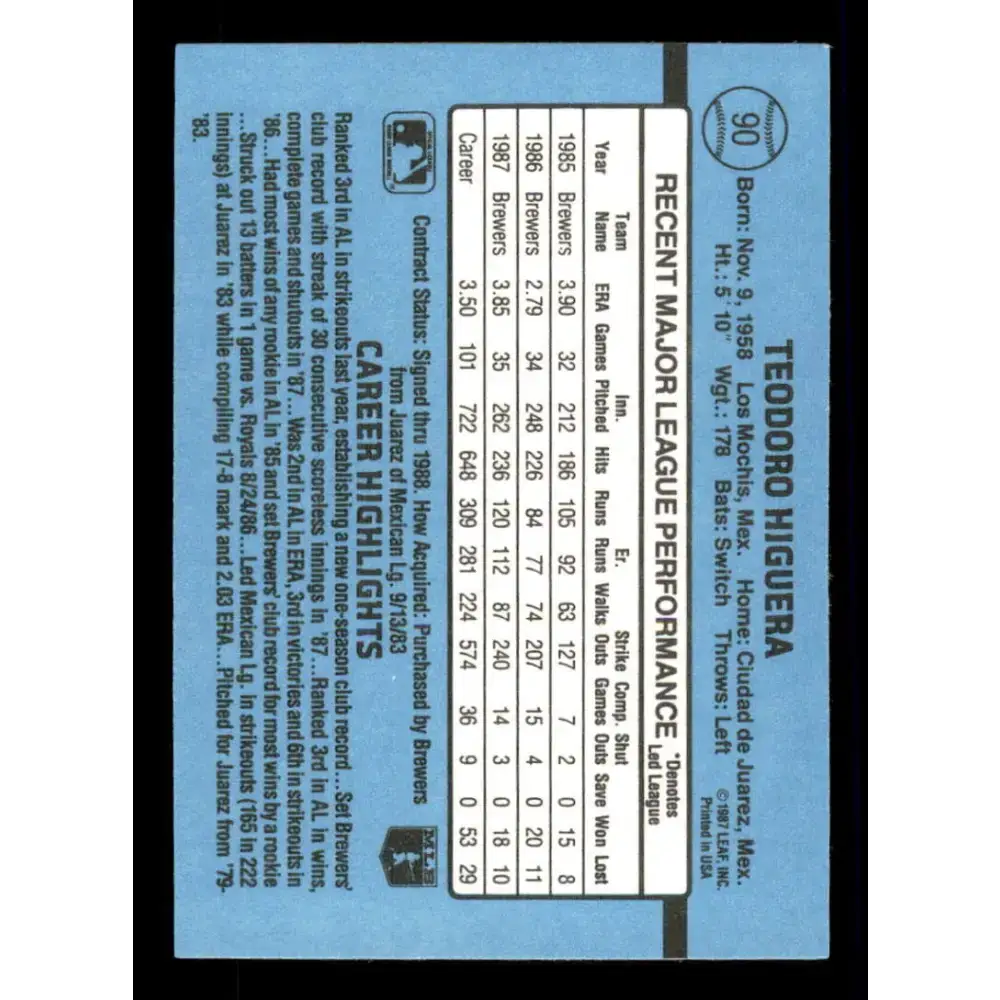 90
TEODORO HIGUERA
Born: Nov. 9, 1958 Los Mochis, Mex. Home: Ciudad de Juarez, Mex.
Ht.: 5'10" Wgt.: 178 Bats: Switch Throws: Left
©1987 LEAF, INC.
Printed in USA
RECENT MAJOR LEAGUE PERFORMANCE *Denotes
Led League
Team Inn. Er. Strike Comp. Shut
Year Name ERA Games Pitched Hits Runs Runs Walks Outs Games Outs Save Won Lost
1985 Brewers 3.90 32 212 186 105 92 63 127 7 2 0 15 8
1986 Brewers 2.79 34 248 226 84 77 74 207 15 4 0 20 11
1987 Brewers 3.85 35 262 236 120 112 87 240 14 3 0 18 10
Career 3.50 101 722 648 309 281 224 574 36 9 0 53 29
Contract Status: Signed thru 1988. How Acquired: Purchased by Brewers
from Juarez of Mexican Lg. 9/13/83
MLB
CAREER HIGHLIGHTS
Ranked 3rd in AL in strikeouts last year, establishing a new one-season club record...Set Brewers'
club record with streak of 30 consecutive scoreless innings in '87...Ranked 3rd in AL in wins,
complete games and shutouts in '87...Was 2nd in AL in ERA, 3rd in victories and 6th in strikeouts in
'86...Had most wins of any rookie in AL in '85 and set Brewers' club record for most wins by a rookie
...Struck out 13 batters in 1 game vs. Royals 8/24/86...Led Mexican Lg. in strikeouts (165 in 222
innings) at Juarez in '83 while compiling 17-8 mark and 2.03 ERA...Pitched for Juarez from '79-
'83.